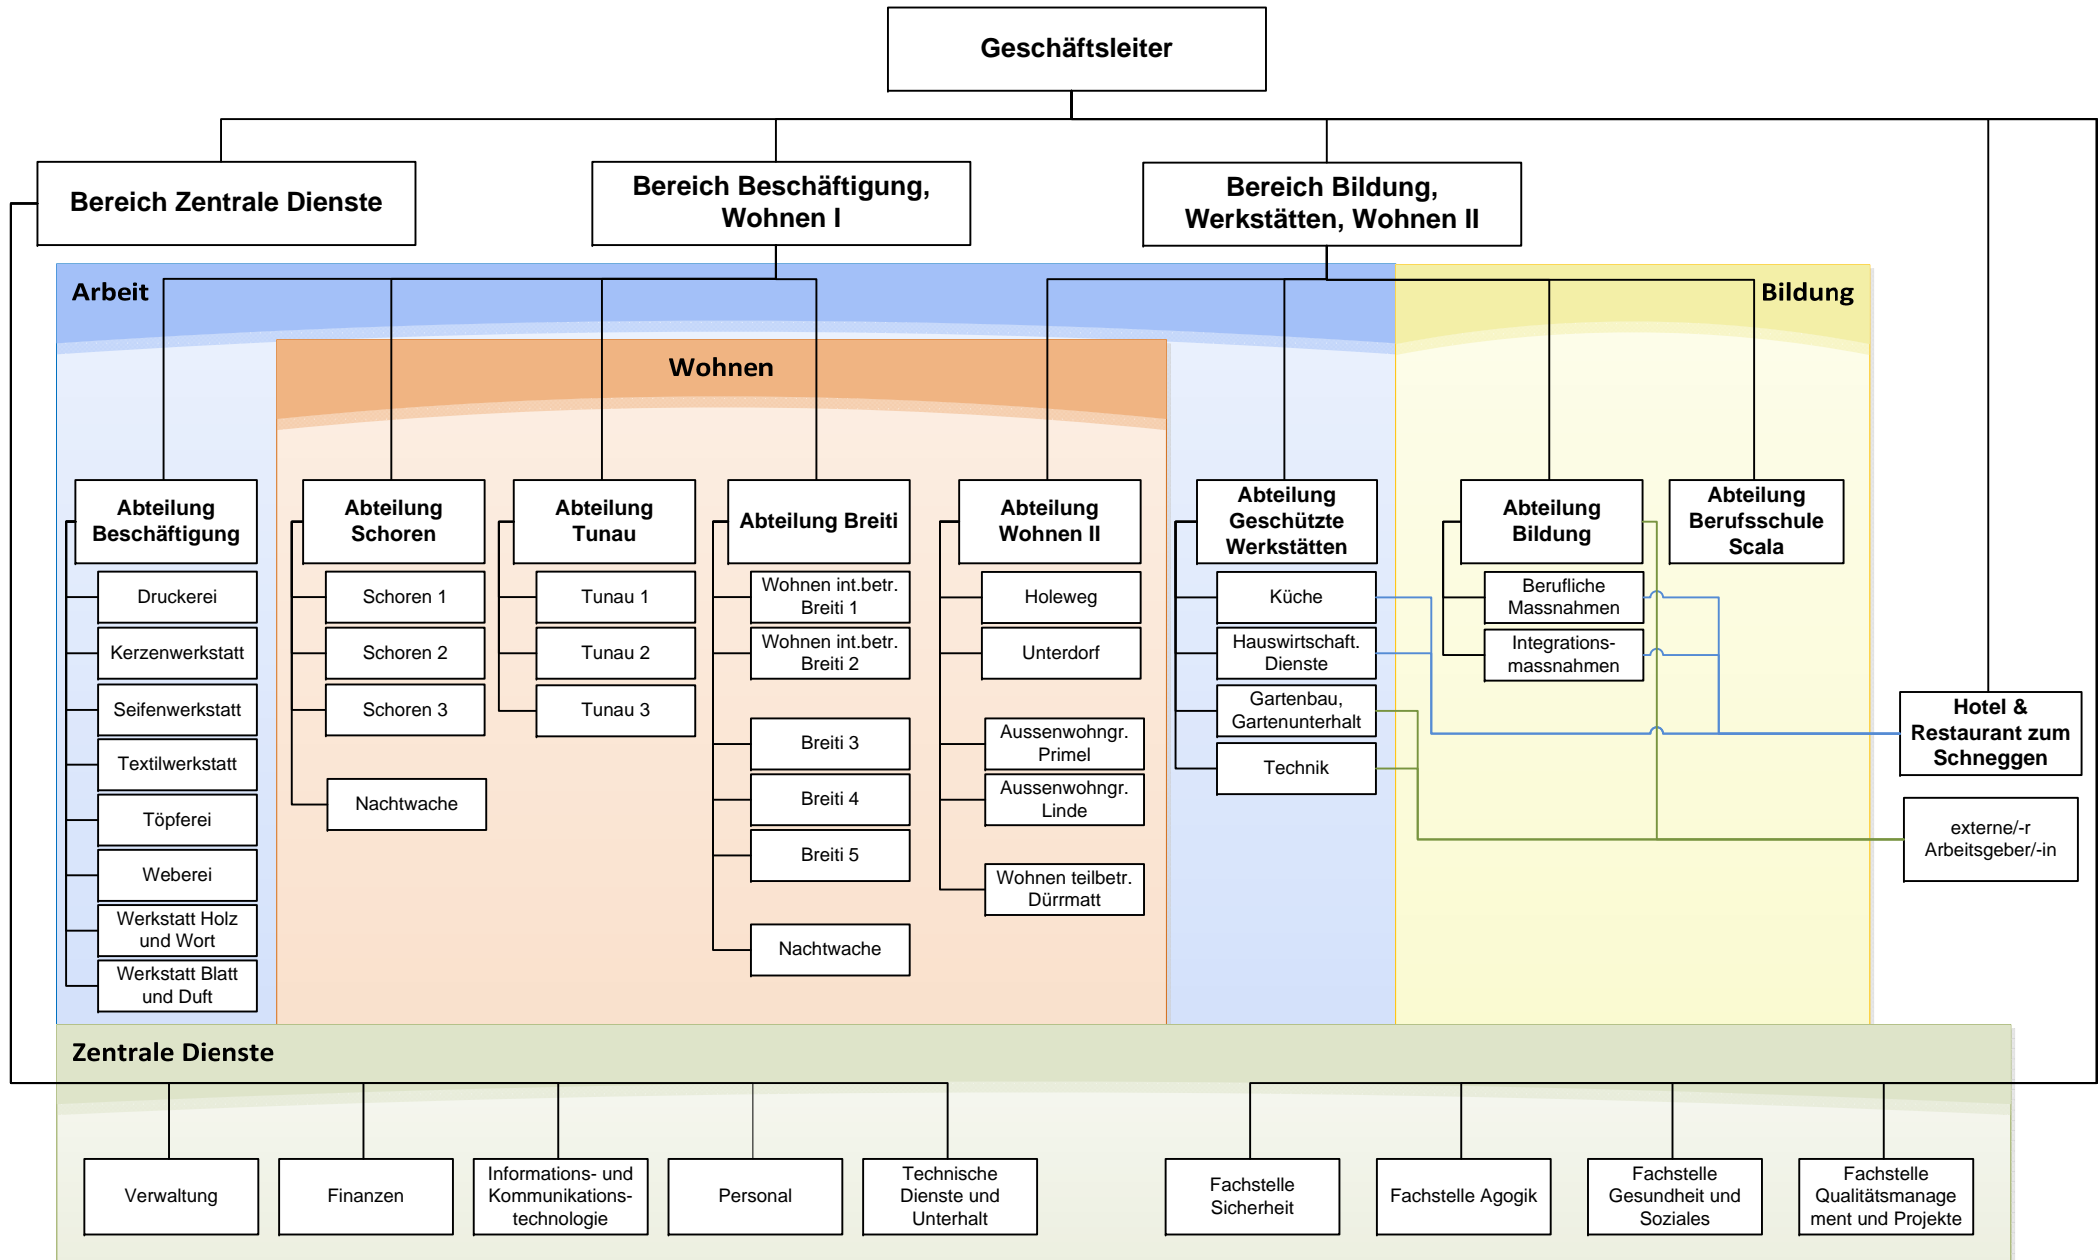 Geschäftsleiter
Bereich Zentrale Dienste
Bereich Beschäftigung,
Wohnen I
Bereich Bildung,
Werkstätten, Wohnen II
Arbeit
Bildung
Wohnen
Abteilung
Beschäftigung
Druckerei
Kerzenwerkstatt
Seifenwerkstatt
Textilwerkstatt
Töpferei
Weberei
Werkstatt Holz
und Wort
Werkstatt Blatt
und Duft
Abteilung
Schoren
Schoren 1
Schoren 2
Schoren 3
Nachtwache
Abteilung
Tunau
Tunau 1
Tunau 2
Tunau 3
Abteilung Breiti
Wohnen int.betr.
Breiti 1
Wohnen int.betr.
Breiti 2
Breiti 3
Breiti 4
Breiti 5
Nachtwache
Abteilung
Wohnen II
Holeweg
Unterdorf
Aussenwohngr.
Primel
Aussenwohngr.
Linde
Wohnen teilbetr.
Dürrmatt
Abteilung
Geschützte
Werkstätten
Küche
Hauswirtschaft.
Dienste
Gartenbau,
Gartenunterhalt
Technik
Abteilung
Bildung
Berufliche
Massnahmen
Integrations-
massnahmen
Abteilung
Berufsschule
Scala
Hotel &
Restaurant zum
Schneggen
externe/-r
Arbeitsgeber/-in
Zentrale Dienste
Verwaltung
Finanzen
Informations- und
Kommunikations-
technologie
Personal
Technische
Dienste und
Unterhalt
Fachstelle
Sicherheit
Fachstelle Agogik
Fachstelle
Gesundheit und
Soziales
Fachstelle
Qualitätsmanage
ment und Projekte